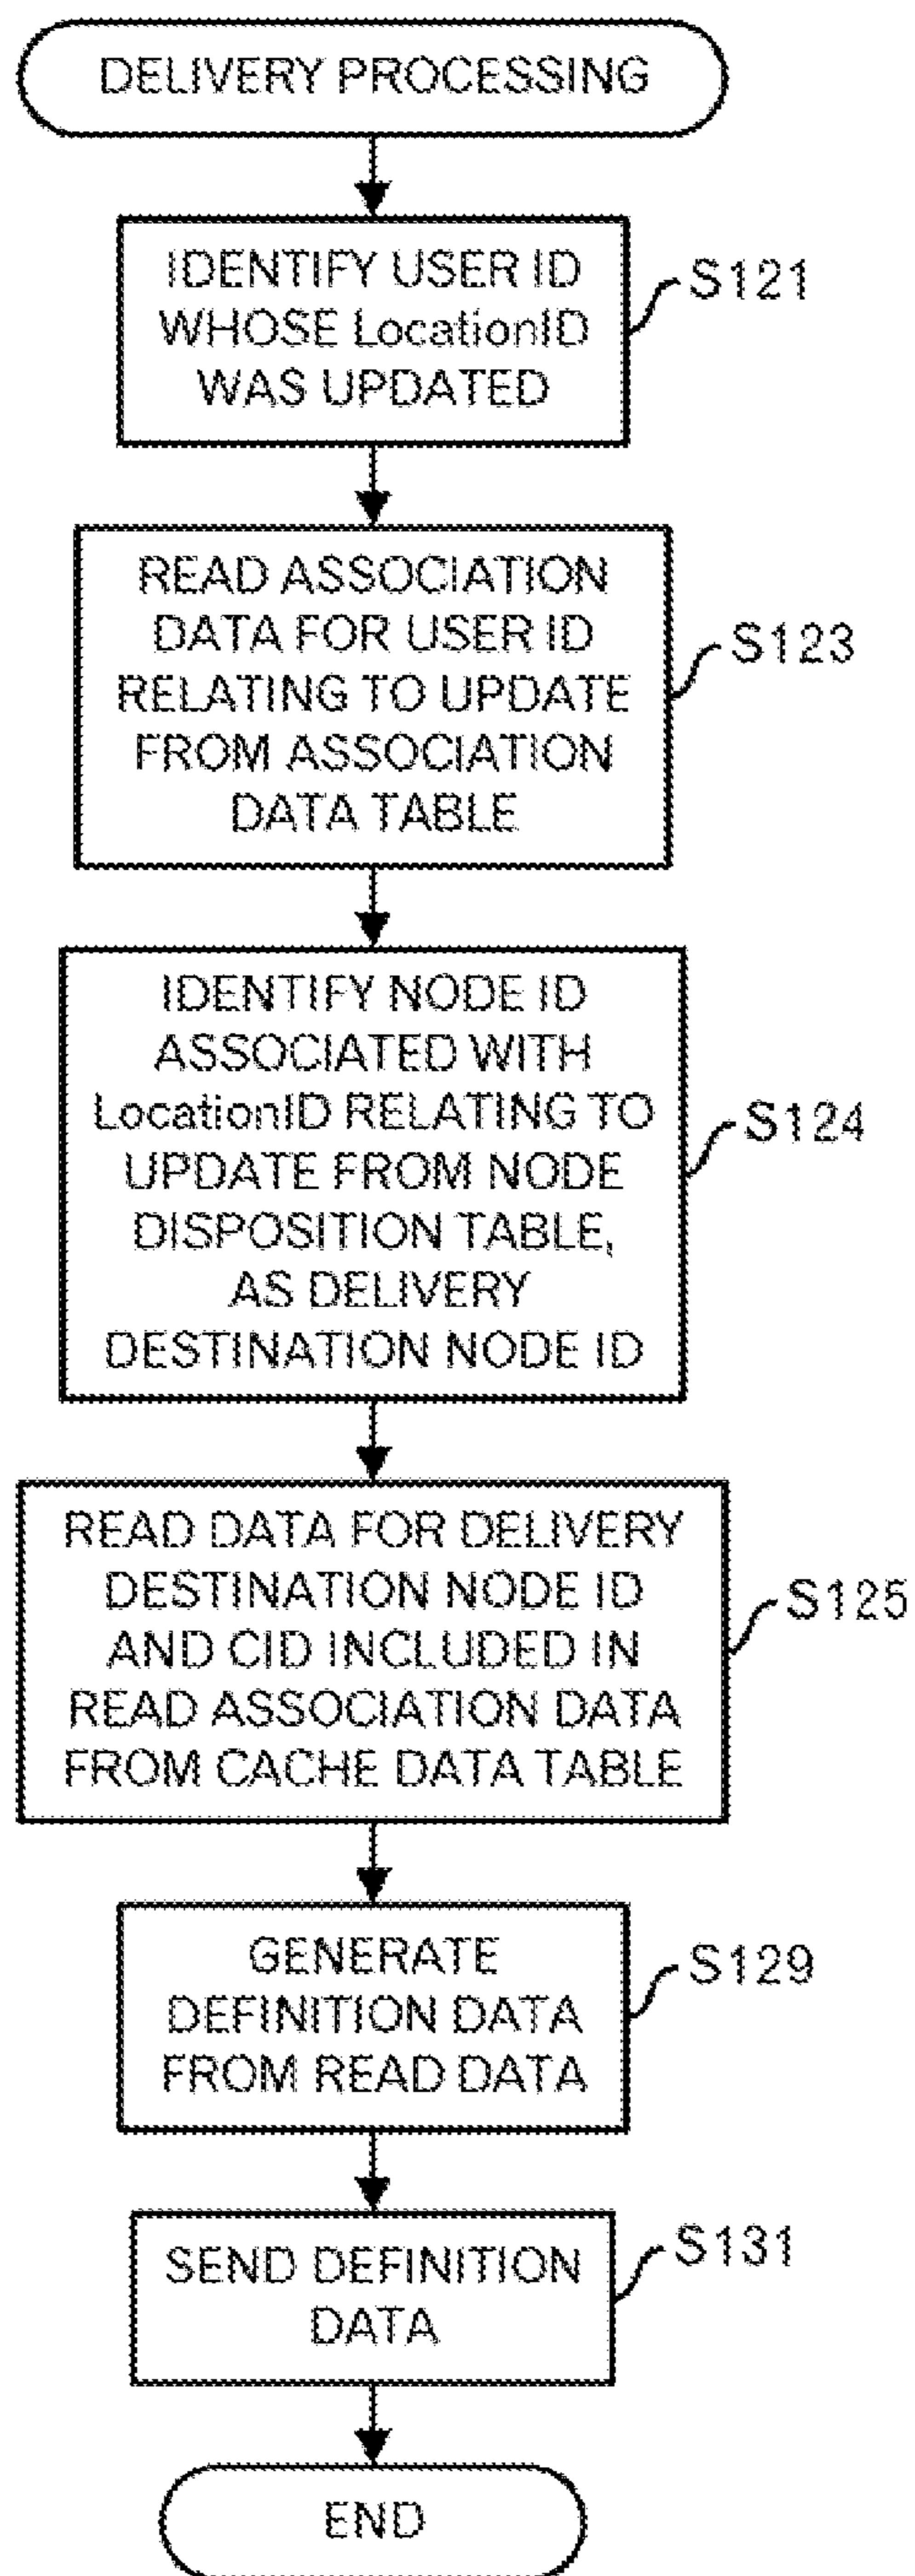 DELIVERY PROCESSING
IDENTIFY USER ID
WHOSE LocationID
WAS UPDATED
S121
READ ASSOCIATION
DATA FOR USER ID
RELATING TO UPDATE
FROM ASSOCIATION
DATA TABLE
S123
IDENTIFY NODE ID
ASSOCIATED WITH
LocationID RELATING TO
UPDATE FROM NODE
DISPOSITION TABLE,
AS DELIVERY
DESTINATION NODE ID
S124
READ DATA FOR DELIVERY
DESTINATION NODE ID
AND CID INCLUDED IN
READ ASSOCIATION DATA
FROM CACHE DATA TABLE
S125
GENERATE
DEFINITION DATA
FROM READ DATA
S129
SEND DEFINITION
DATA
S131
END